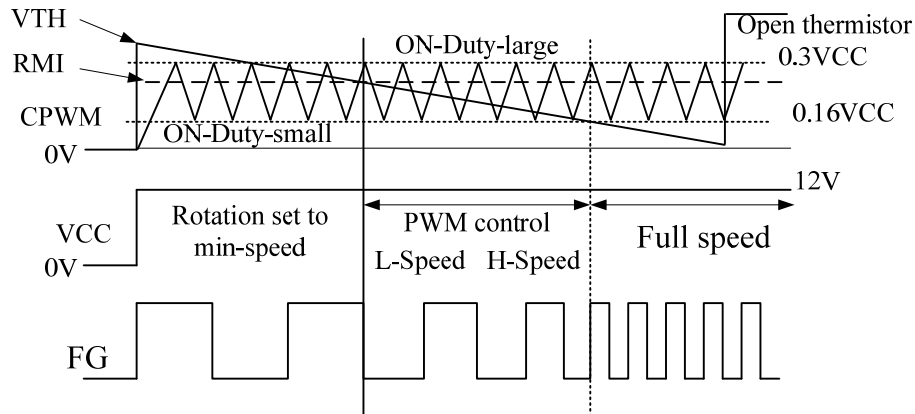 VTH
ON-Duty-large
Open thermistor
RMI
0.3VCC
CPWM
ON-Duty-small
0.16VCC
0V
12V
Rotation set to
min-speed
PWM control
Full speed
VCC
L-Speed H-Speed
0V
FG